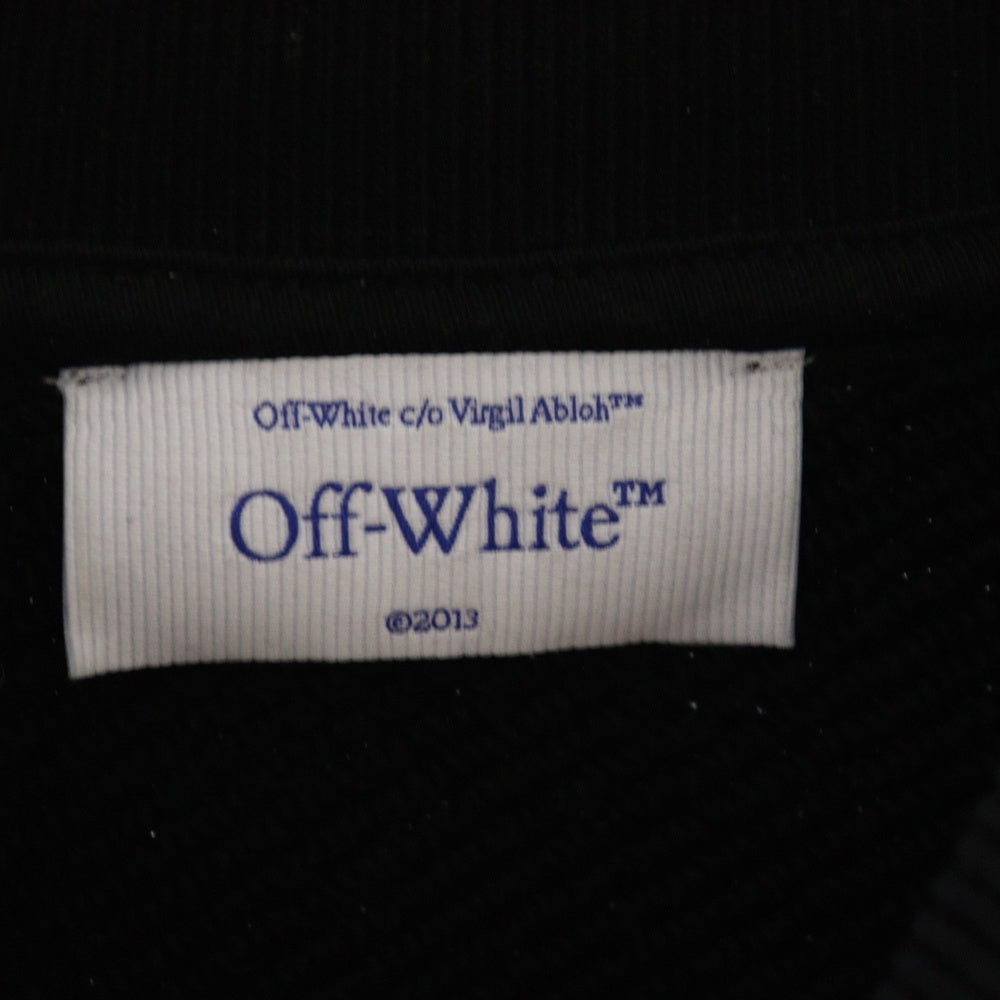 Off-White c/o Virgil Abloh™
Off-White™
©2013